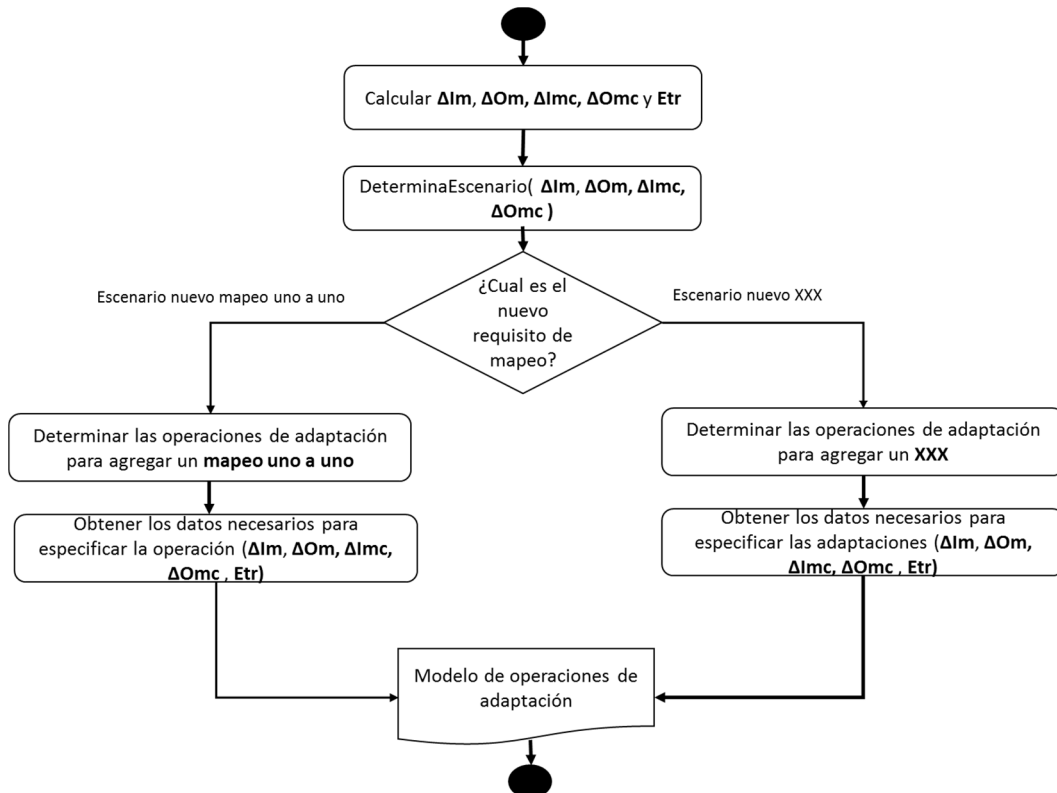 Calcular ΔIm, ΔOm, ΔImc, ΔOmc y Etr
DeterminaEscenario( ΔIm, ΔOm, ΔImc,
ΔOmc )
¿Cual es el
nuevo
requisito de
mapeo?
Escenario nuevo mapeo uno a uno
Escenario nuevo XXX
Determinar las operaciones de adaptación
para agregar un mapeo uno a uno
Obtener los datos necesarios para
especificar la operación (ΔIm, ΔOm, ΔImc,
ΔOmc , Etr)
Determinar las operaciones de adaptación
para agregar un XXX
Obtener los datos necesarios para
especificar las adaptaciones (ΔIm, ΔOm,
ΔImc, ΔOmc , Etr)
Modelo de operaciones de
adaptación